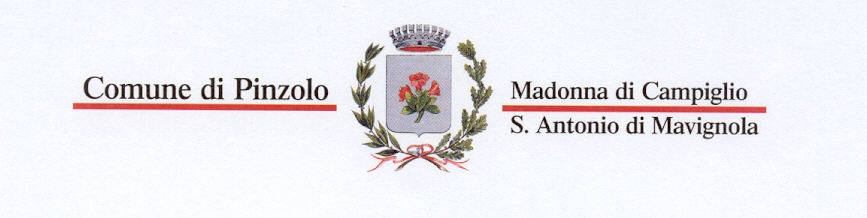 Comune di Pinzolo
Madonna di Campiglio
S. Antonio di Mavignola